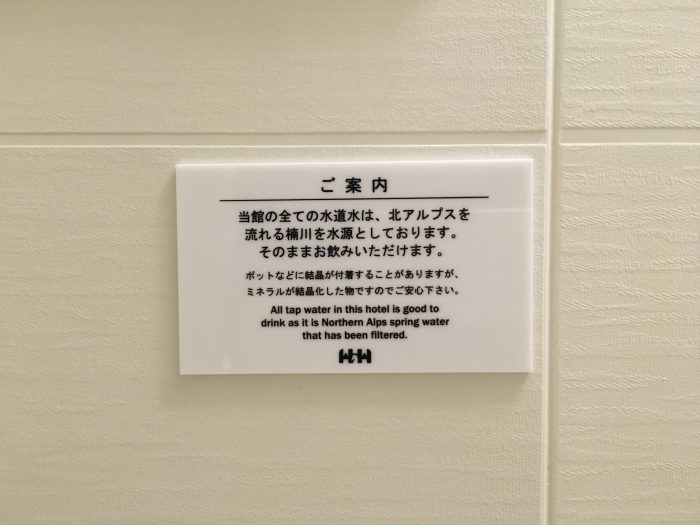 ご案内
当館の全ての水道水は、北アルプスを
流れる楠川を水源としております。
そのままお飲みいただけます。
ポットなどに結晶が付着することがありますが、
ミネラルが結晶化した物ですのでご安心下さい。
All tap water in this hotel is good to
drink as it is Northern Alps spring water
that has been filtered.